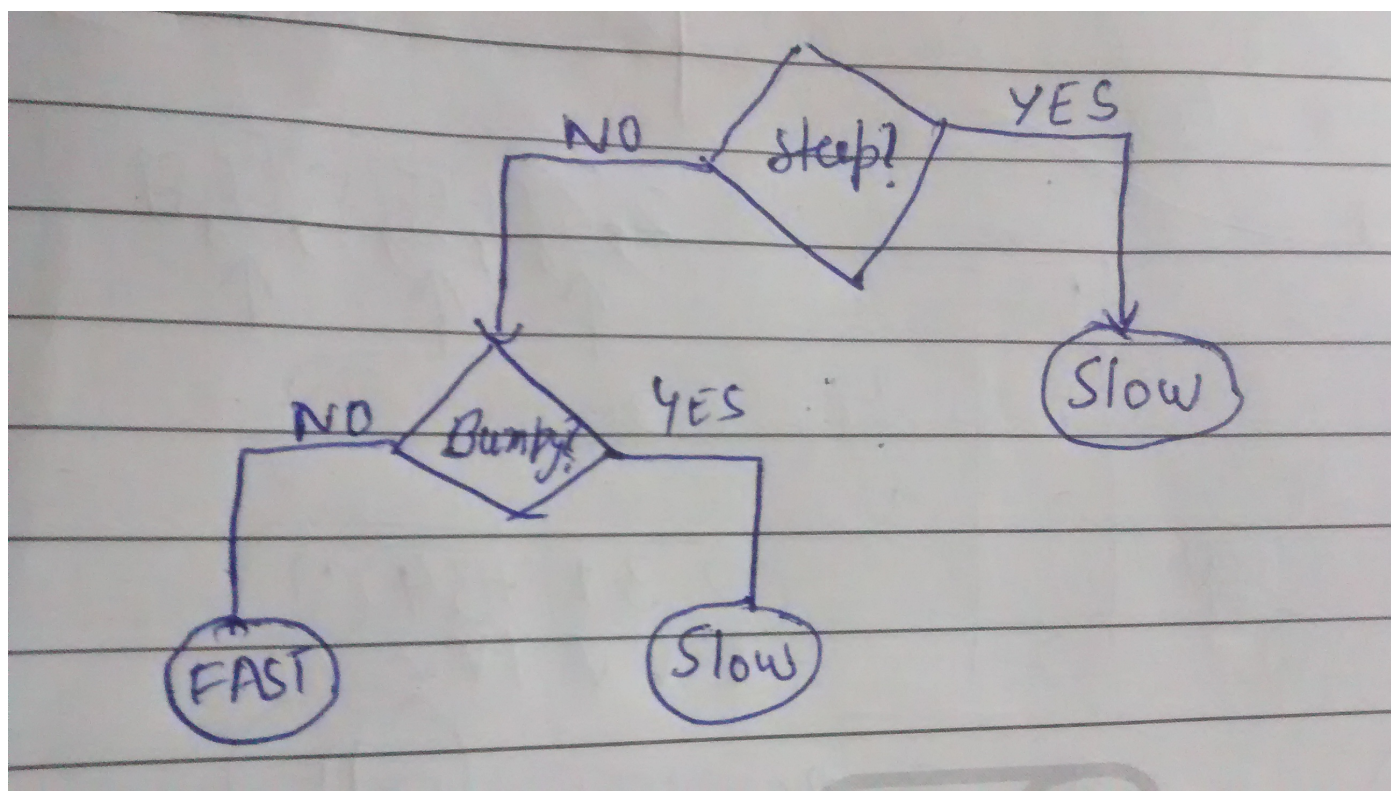 YES
NO
Steep?
Slow
YES
NO
Bumpy?
FAST
Slow